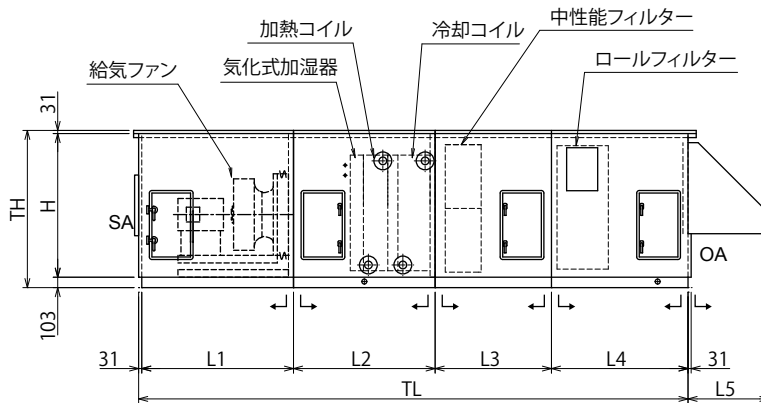 中性能フィルター
加熱コイル
冷却コイル
ロールフィルター
給気ファン
気化式加湿器
31
TH
H
SA
OA
103
31
L1
L2
L3
L4
31
TL
L5